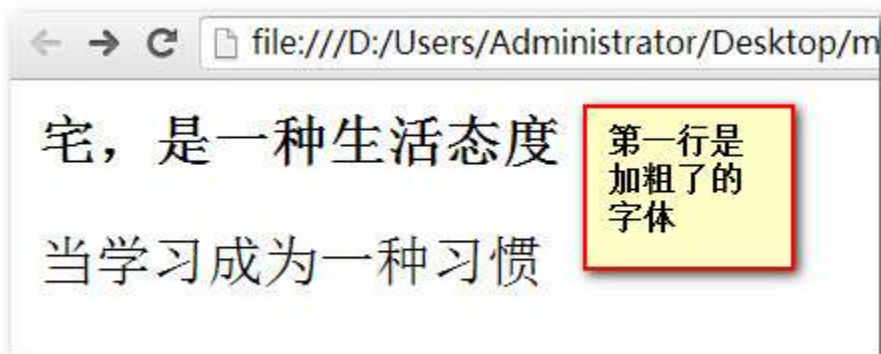 file:///D:/Users/Administrator/Desktop/m
宅，是一种生活态度
第一行是
加粗了的
字体
当学习成为一种习惯